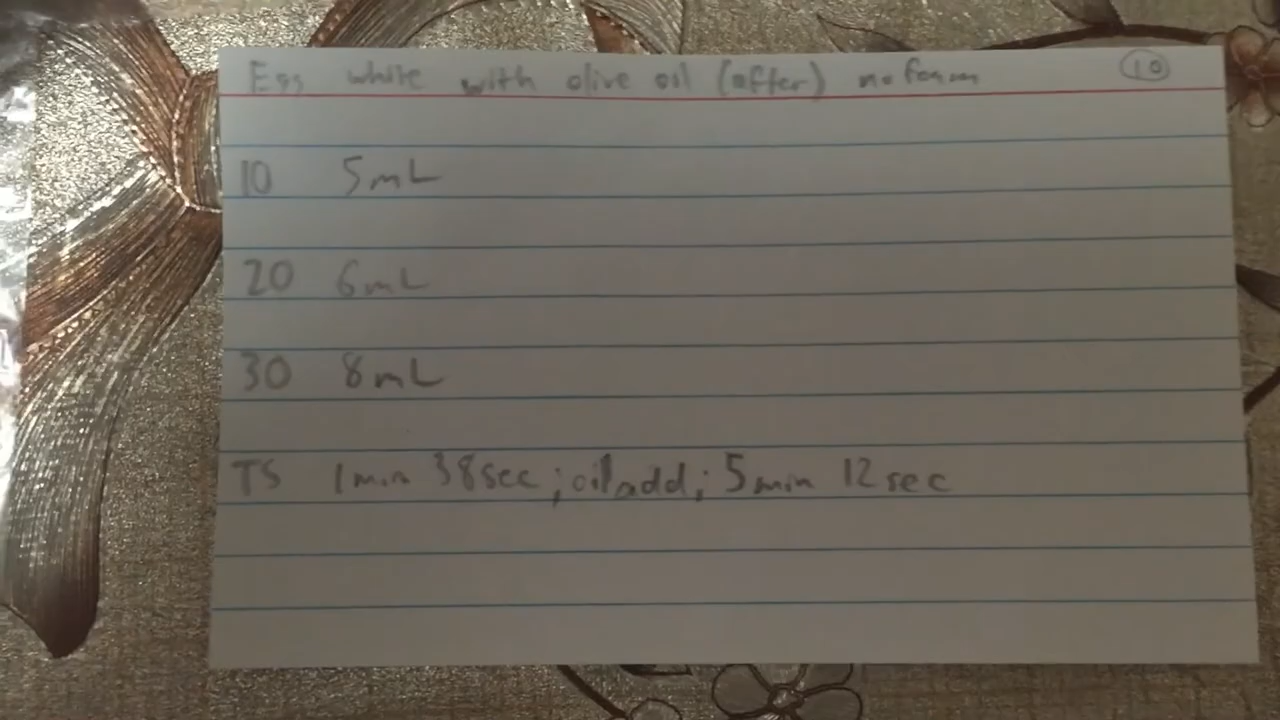 Egg white with olive oil (after) no foam 10
10 5mL
20 6mL
30 8mL
TS 1min 38sec; oil add; 5min 12sec